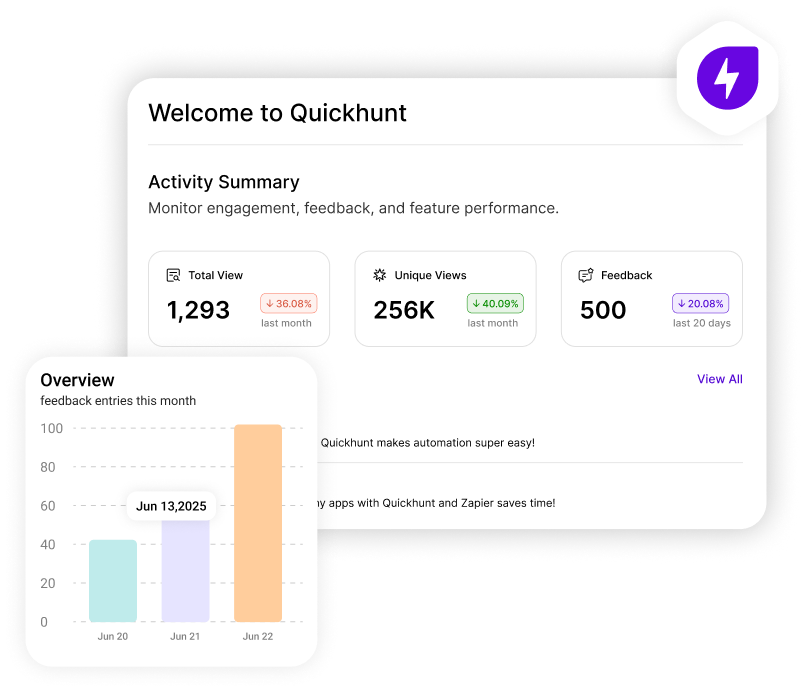 Welcome to Quickhunt
Activity Summary
Monitor engagement, feedback, and feature performance.
Total View
1,293
↓ 36.08%
last month
Unique Views
256K
↓ 40.09%
last month
Feedback
500
↓ 20.08%
last 20 days
View All
Quickhunt makes automation super easy!
apps with Quickhunt and Zapier saves time!
Overview
feedback entries this month
100
80
60
40
20
0
Jun 13,2025
Jun 20
Jun 21
Jun 22